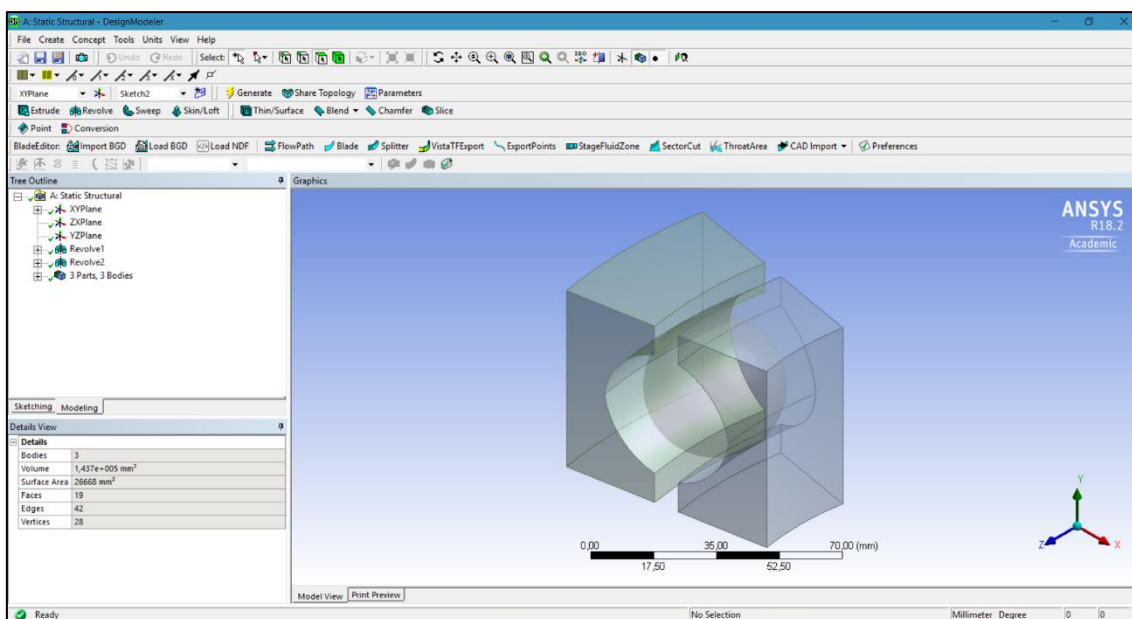 A: Static Structural - DesignModeler
File Create Concept Tools Units View Help
Undo Redo Select:
XYPlane Sketch2 Generate Share Topology Parameters
Extrude Revolve Sweep Skin/Loft Thin/Surface Blend Chamfer Slice
Point Conversion
BladeEditor: Import BGD Load BGD Load NDF FlowPath Blade Splitter VistaTFExport ExportPoints StageFluidZone SectorCut ThroatArea CAD Import Preferences
Tree Outline
A: Static Structural
XYPlane
ZXPlane
YZPlane
Revolve1
Revolve2
3 Parts, 3 Bodies
Sketching Modeling
Details View
Details
Bodies 3
Volume 1,437e+005 mm³
Surface Area 26668 mm²
Faces 19
Edges 42
Vertices 28
Graphics
ANSYS
R18.2
Academic
0,00 35,00 70,00 (mm)
17,50 52,50
Y
Z X
Model View Print Preview
Ready No Selection Millimeter Degree 0 0